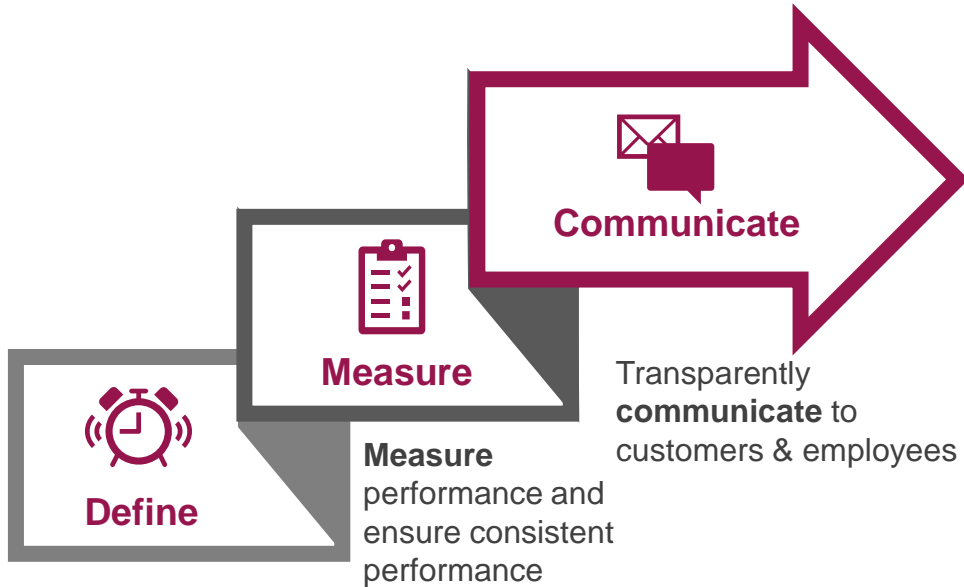 Define
Measure
Measure
performance and
ensure consistent
performance
Communicate
Transparently
communicate to
customers & employees